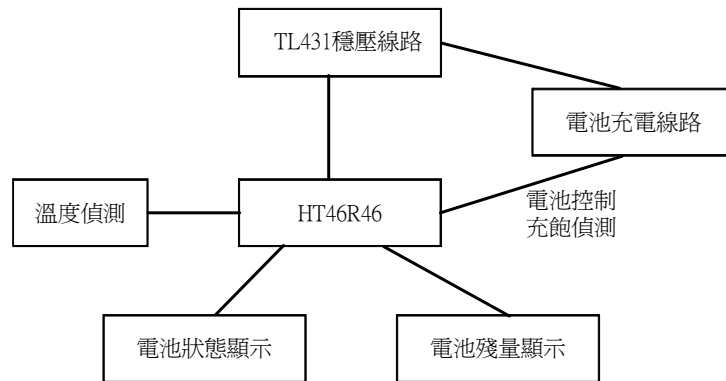 TL431穩壓線路
電池充電線路
溫度偵測
HT46R46
電池控制
充飽偵測
電池狀態顯示
電池殘量顯示